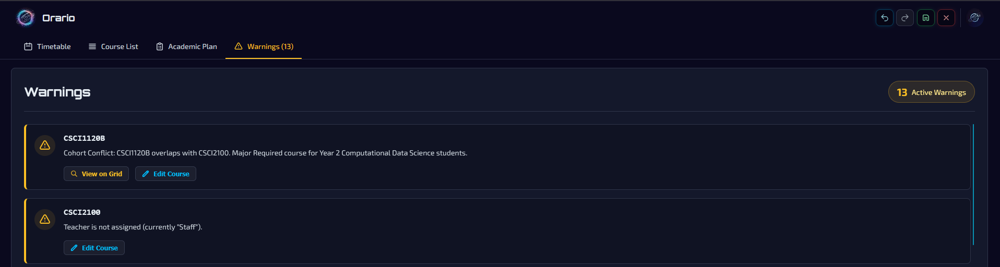 Orario
Timetable
Course List
Academic Plan
Warnings (13)
Warnings
13 Active Warnings
CSCI1120B
Cohort Conflict: CSCI1120B overlaps with CSCI2100. Major Required course for Year 2 Computational Data Science students.
View on Grid
Edit Course
CSCI2100
Teacher is not assigned (currently "Staff").
Edit Course